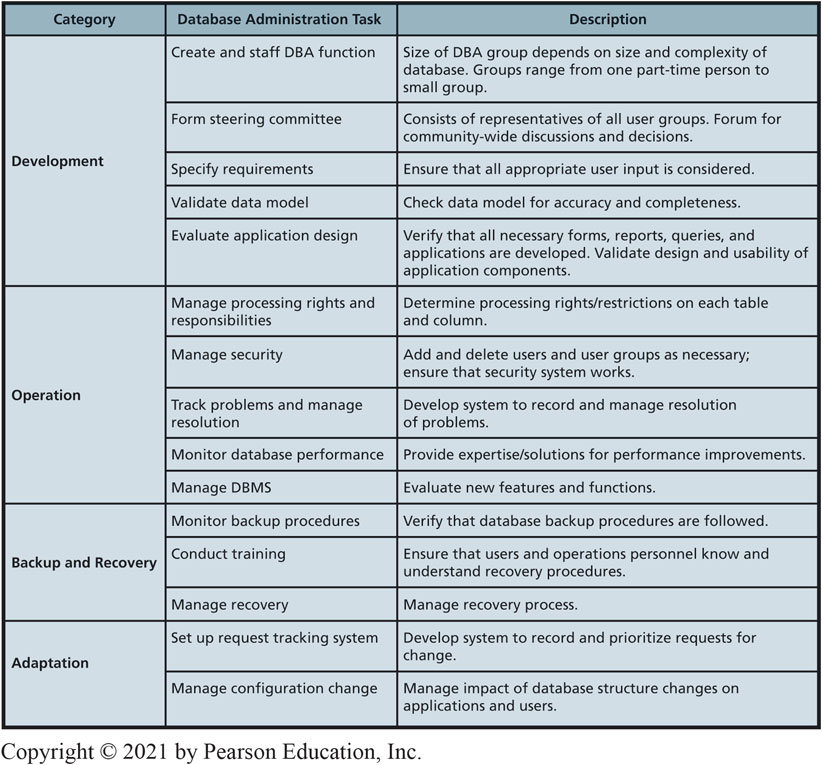 Category Database Administration Task Description
Development
Create and staff DBA function
Size of DBA group depends on size and complexity of
database. Groups range from one part-time person to
small group.
Form steering committee
Consists of representatives of all user groups. Forum for
community-wide discussions and decisions.
Specify requirements
Ensure that all appropriate user input is considered.
Validate data model
Check data model for accuracy and completeness.
Evaluate application design
Verify that all necessary forms, reports, queries, and
applications are developed. Validate design and usability of
application components.
Operation
Manage processing rights and
responsibilities
Determine processing rights/restrictions on each table
and column.
Manage security
Add and delete users and user groups as necessary;
ensure that security system works.
Track problems and manage
resolution
Develop system to record and manage resolution
of problems.
Monitor database performance
Provide expertise/solutions for performance improvements.
Manage DBMS
Evaluate new features and functions.
Backup and Recovery
Monitor backup procedures
Verify that database backup procedures are followed.
Conduct training
Ensure that users and operations personnel know and
understand recovery procedures.
Manage recovery
Manage recovery process.
Adaptation
Set up request tracking system
Develop system to record and prioritize requests for
change.
Manage configuration change
Manage impact of database structure changes on
applications and users.
Copyright © 2021 by Pearson Education, Inc.